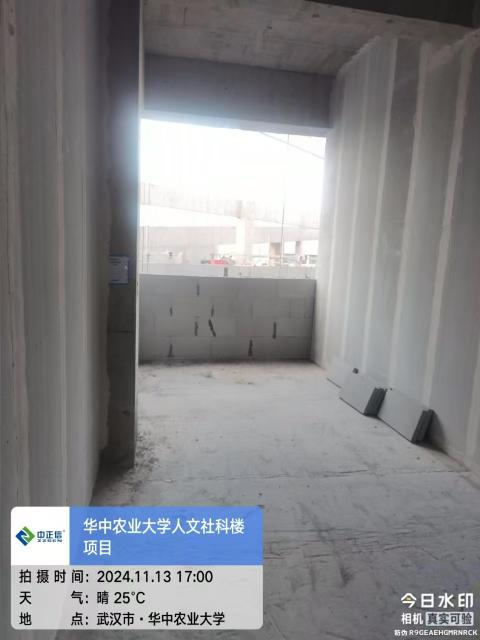 中正信
ZZSCN
华中农业大学人文社科楼
项目
拍摄时间：2024.11.13 17:00
天气：晴 25℃
地点：武汉市·华中农业大学
今日水印
相机 真实可验
防伪 R9GEAEHGMRNRCK